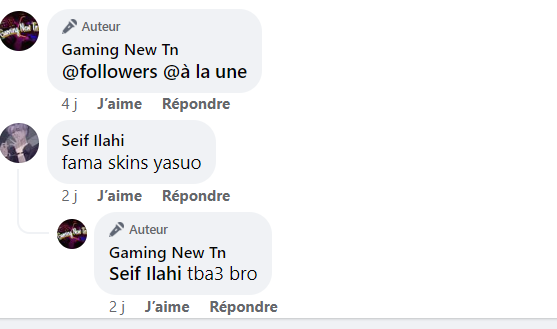 Auteur
Gaming New Tn
@followers @à la une
4 j J’aime Répondre
Seif Ilahi
fama skins yasuo
2 j J’aime Répondre
Auteur
Gaming New Tn
Seif Ilahi tba3 bro
2 j J’aime Répondre